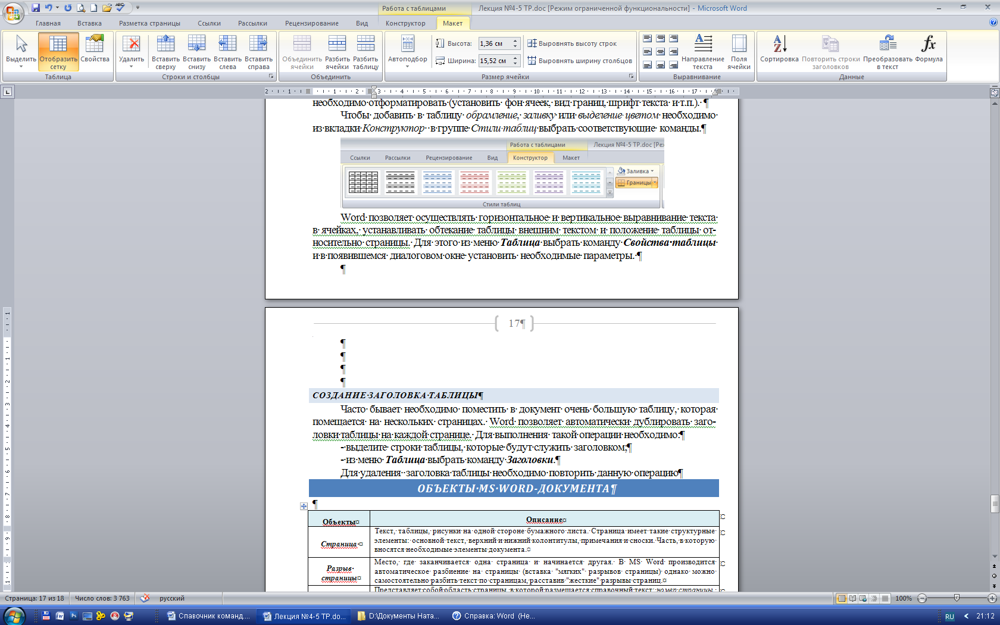 Работа с таблицами
Лекция №4-5 ТР.doc [Режим ограниченной функциональности] - Microsoft Word
Главная Вставка Разметка страницы Ссылки Рассылки Рецензирование Вид Конструктор Макет
Выделить
Отобразить сетку
Свойства
Удалить
Вставить сверху
Вставить снизу
Вставить слева
Вставить справа
Объединить ячейки
Разбить ячейки
Разбить таблицу
Автоподбор
Высота: 1,36 см
Ширина: 15,52 см
Выровнять высоту строк
Выровнять ширину столбцов
Направление текста
Поля ячейки
Сортировка
Повторить строки заголовков
Преобразовать в текст
Формула
Таблица Строки и столбцы Объединить Размер ячейки Выравнивание Данные
2 1 1 2 3 4 5 6 7 8 9 10 11 12 13 14 15 16 17
необходимо отформатировать (установить фон ячеек, вид границ, шрифт текста и т.п.). ¶
Чтобы добавить в таблицу обрамление, заливку или выделение цветом необходимо
из вкладки Конструктор в группе Стили таблиц выбрать соответствующие команды.¶
Работа с таблицами Лекция №4-5 ТР.doc [Ре
Ссылки Рассылки Рецензирование Вид Конструктор Макет
Заливка
Границы
Стили таблиц
Word позволяет осуществлять горизонтальное и вертикальное выравнивание текста
в ячейках, устанавливать обтекание таблицы внешним текстом и положение таблицы от-
носительно страницы. Для этого из меню Таблица выбрать команду Свойства таблицы
и в появившемся диалоговом окне установить необходимые параметры. ¶
¶
17¶
¶
¶
¶
¶
СОЗДАНИЕ ЗАГОЛОВКА ТАБЛИЦЫ¶
Часто бывает необходимо поместить в документ очень большую таблицу, которая
помещается на нескольких страницах. Word позволяет автоматически дублировать заго-
ловки таблицы на каждой странице. Для выполнения такой операции необходимо:¶
- выделите строки таблицы, которые будут служить заголовком;¶
- из меню Таблица выбрать команду Заголовки.¶
Для удаления заголовка таблицы необходимо повторить данную операцию¶
ОБЪЕКТЫ MS WORD-ДОКУМЕНТА¶
¶
Объекты¤ Описание¤
Страница ¤
Текст, таблицы, рисунки на одной стороне бумажного листа. Страница имеет такие структурные
элементы: основной текст, верхний и нижний колонтитулы, примечания и сноски. Часть, в которую
вносятся необходимые элементы документа.¤
Разрыв страницы¤
Место, где заканчивается одна страница и начинается другая. В MS Word производится
автоматическое разбиение на страницы (вставка "мягких" разрывов страницы) однако можно
самостоятельно разбить текст по страницам, расставив "жесткие" разрывы страниц.¤
Представляет собой область страницы, в которой размещается справочный текст: номер страницы,
Страница: 17 из 18 Число слов: 3 763 русский 100%
Спавочник команд.... Лекция №4-5 ТР.do... D:\Документы Ната... Справка: Word (Не... RU 21:12